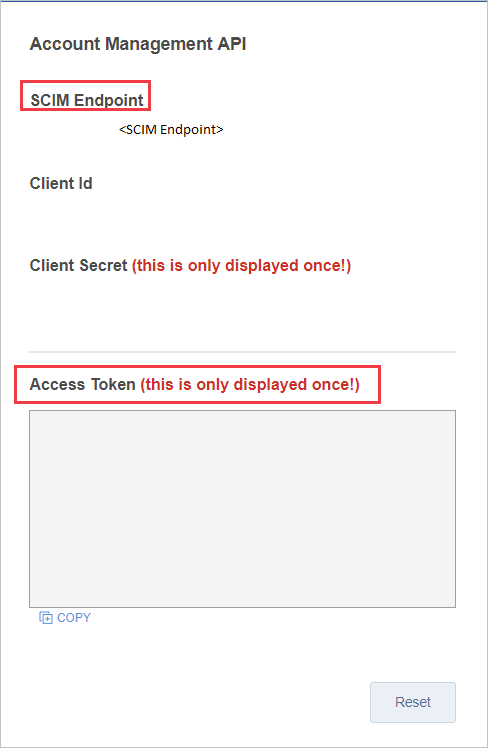 Account Management API
SCIM Endpoint
<SCIM Endpoint>
Client Id
Client Secret (this is only displayed once!)
Access Token (this is only displayed once!)
COPY
Reset